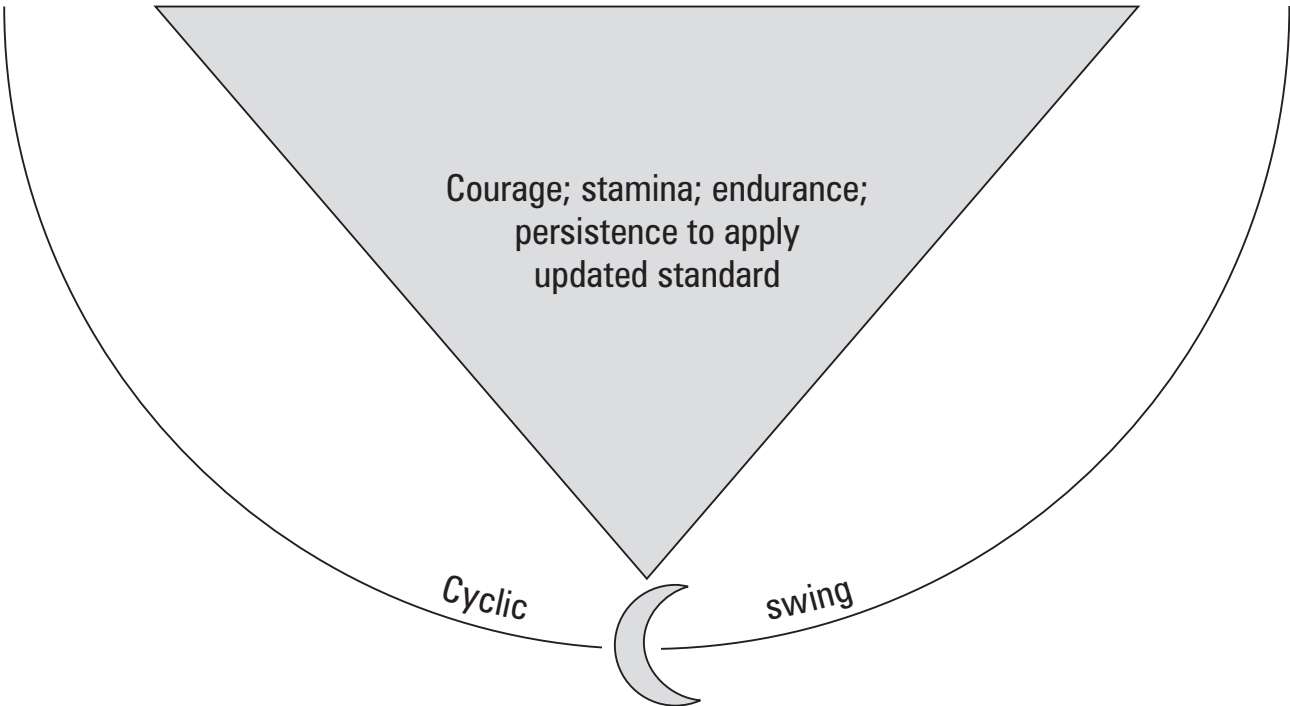 Courage; stamina; endurance;
persistence to apply
updated standard
Cyclic swing